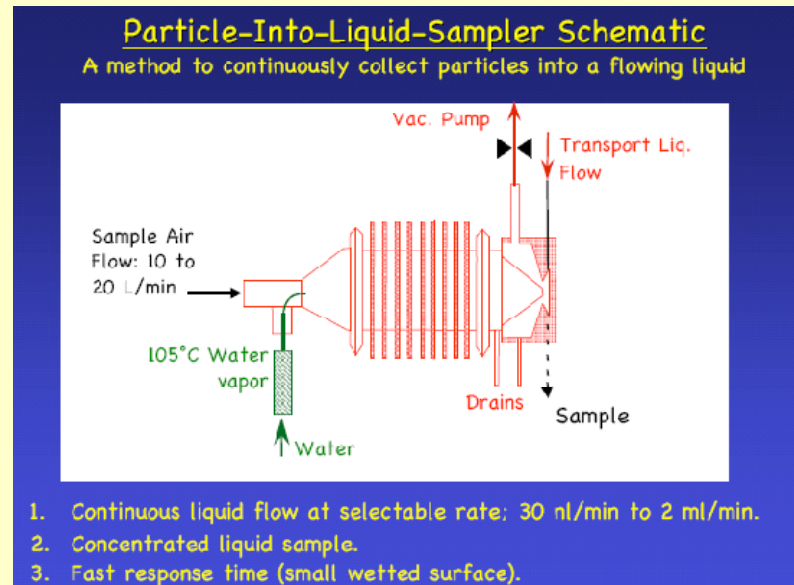 Particle-Into-Liquid-Sampler Schematic
A method to continuously collect particles into a flowing liquid
Vac. Pump
Transport Liq.
Flow
Sample Air
Flow: 10 to
20 L/min
105°C Water
vapor
Water
Drains
Sample
1. Continuous liquid flow at selectable rate; 30 nl/min to 2 ml/min.
2. Concentrated liquid sample.
3. Fast response time (small wetted surface).